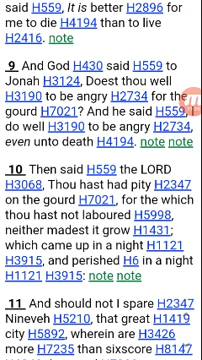 said H559, It is better H2896 for
me to die H4194 than to live
H2416. note
9 And God H430 said H559 to
Jonah H3124, Doest thou well
H3190 to be angry H2734 for the
gourd H7021? And he said H559, I
do well H3190 to be angry H2734,
even unto death H4194. note note
10 Then said H559 the LORD
H3068, Thou hast had pity H2347
on the gourd H7021, for the which
thou hast not laboured H5998,
neither madest it grow H1431;
which came up in a night H1121
H3915, and perished H6 in a night
H1121 H3915: note note
11 And should not I spare H2347
Nineveh H5210, that great H1419
city H5892, wherein are H3426
more H7235 than sixscore H8147